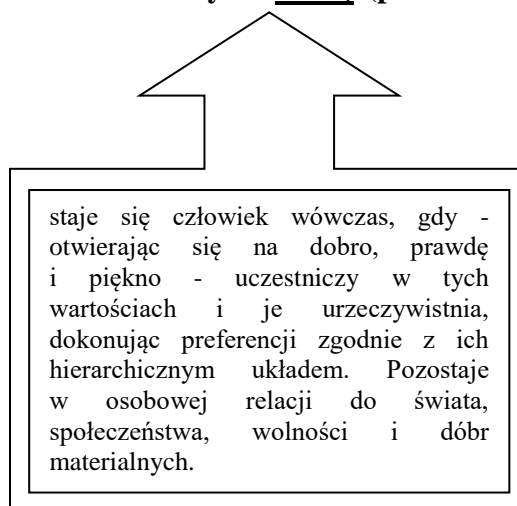 staje się człowiek wówczas, gdy -
otwierając się na dobro, prawdę
i piękno - uczestniczy w tych
wartościach i je urzeczywistnia,
dokonując preferencji zgodnie z ich
hierarchicznym układem. Pozostaje
w osobowej relacji do świata,
społeczeństwa, wolności i dóbr
materialnych.